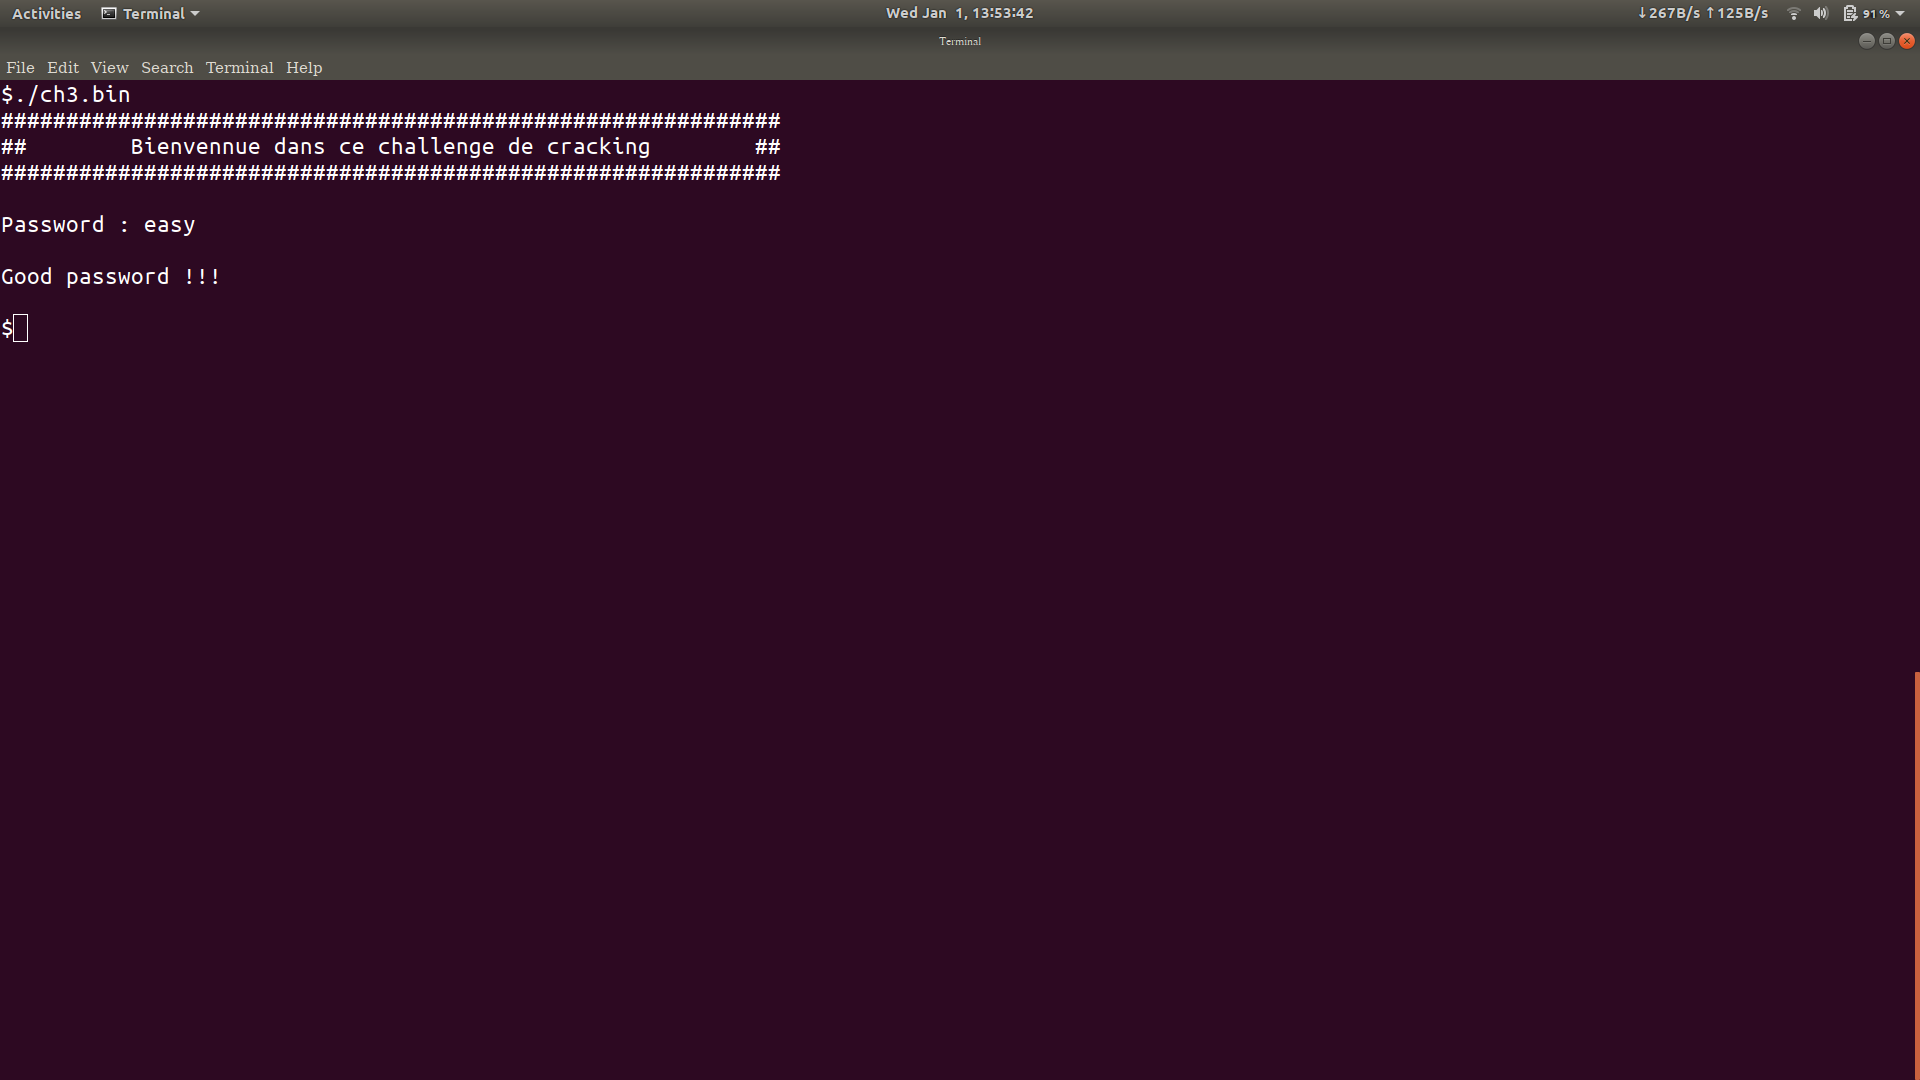 Activities Terminal Wed Jan 1, 13:53:42 ↓267B/s ↑125B/s 91%
Terminal
File Edit View Search Terminal Help
$./ch3.bin
############################################################
##        Bienvennue dans ce challenge de cracking        ##
############################################################
Password : easy
Good password !!!
$